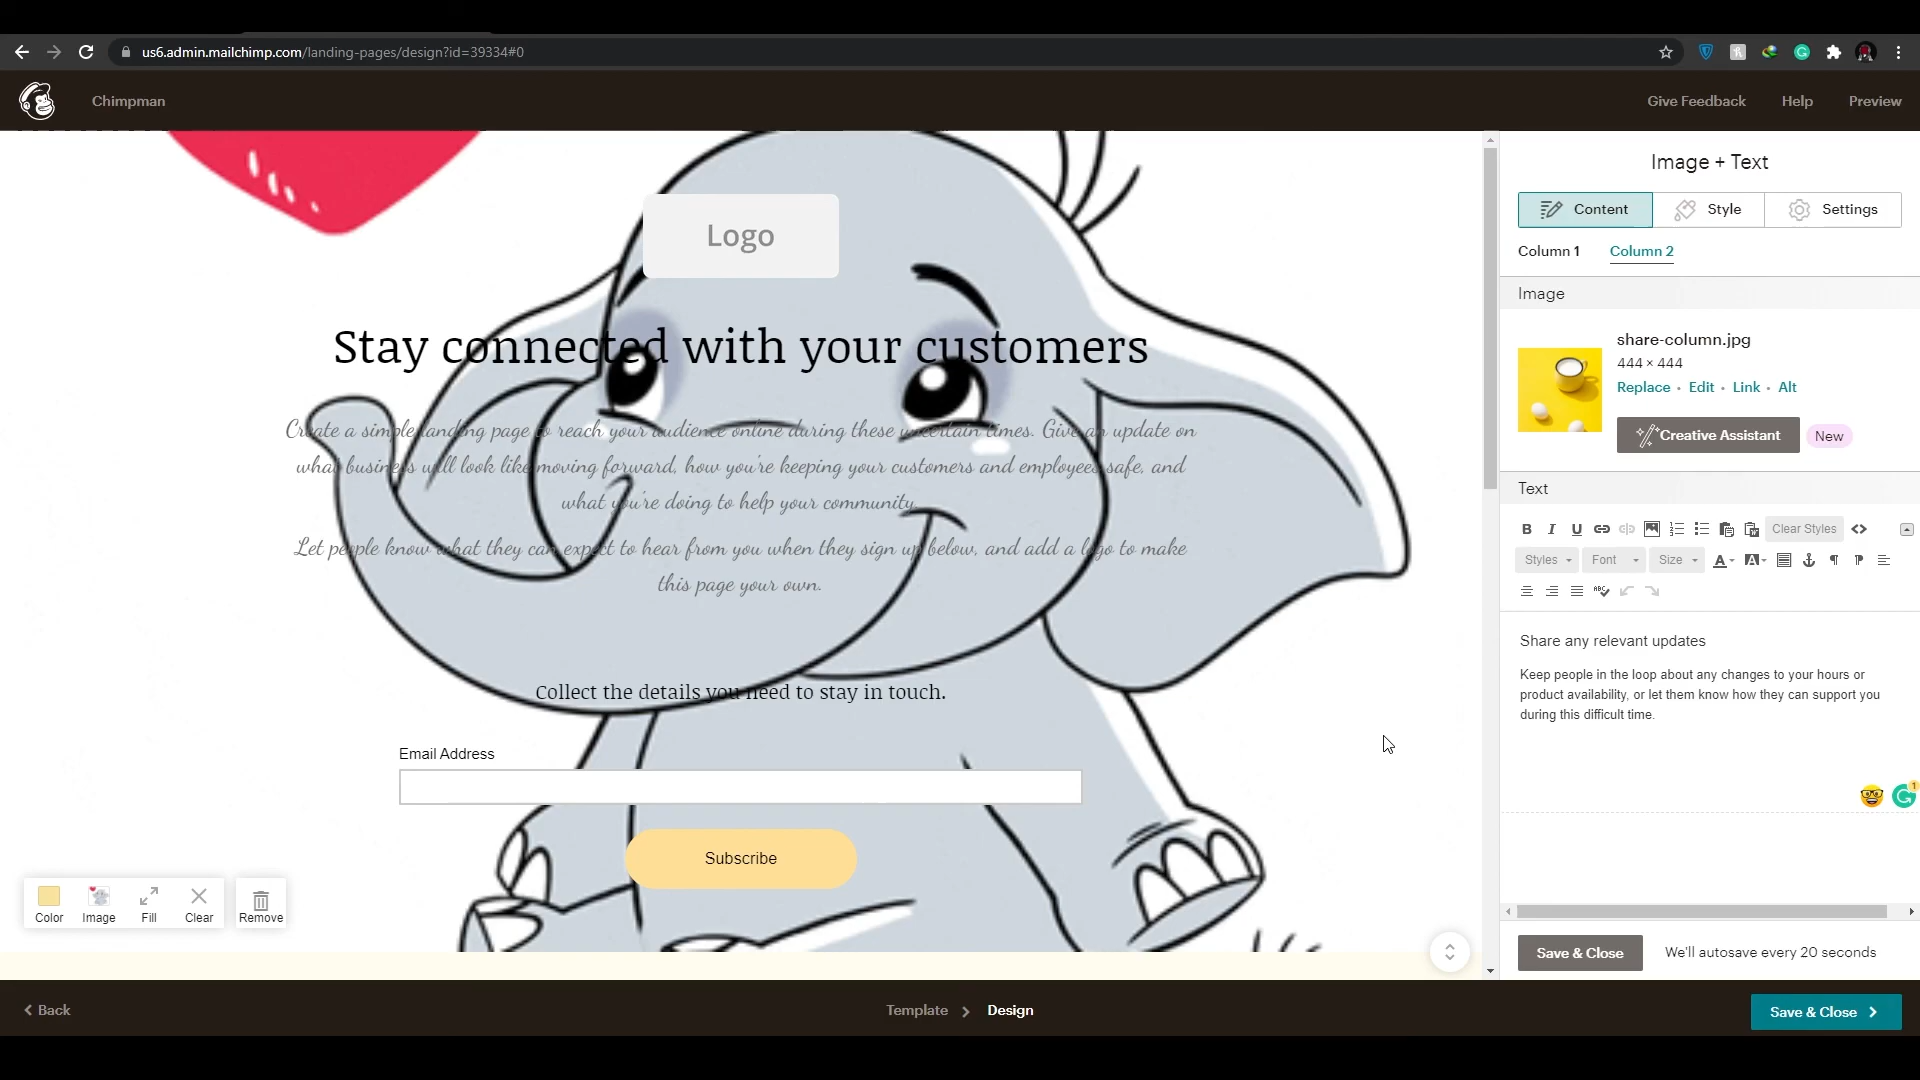 us6.admin.mailchimp.com/landing-pages/design?id=39334#0
Chimpman
Give Feedback
Help
Preview
Logo
Stay connected with your customers
Create a simple landing page to reach your audience online during these uncertain times. Give an update on
what business will look like moving forward, how you're keeping your customers and employees safe, and
what you're doing to help your community.
Let people know what they can expect to hear from you when they sign up below, and add a logo to make
this page your own.
Collect the details you need to stay in touch.
Email Address
Subscribe
Color
Image
Fill
Clear
Remove
Image + Text
Content
Style
Settings
Column 1
Column 2
Image
share-column.jpg
444 × 444
Replace • Edit • Link • Alt
Creative Assistant
New
Text
B I U
Clear Styles
Styles
Font
Size
A
A
ABC
Share any relevant updates
Keep people in the loop about any changes to your hours or
product availability, or let them know how they can support you
during this difficult time.
1
Save & Close
We'll autosave every 20 seconds
Back
Template
Design
Save & Close